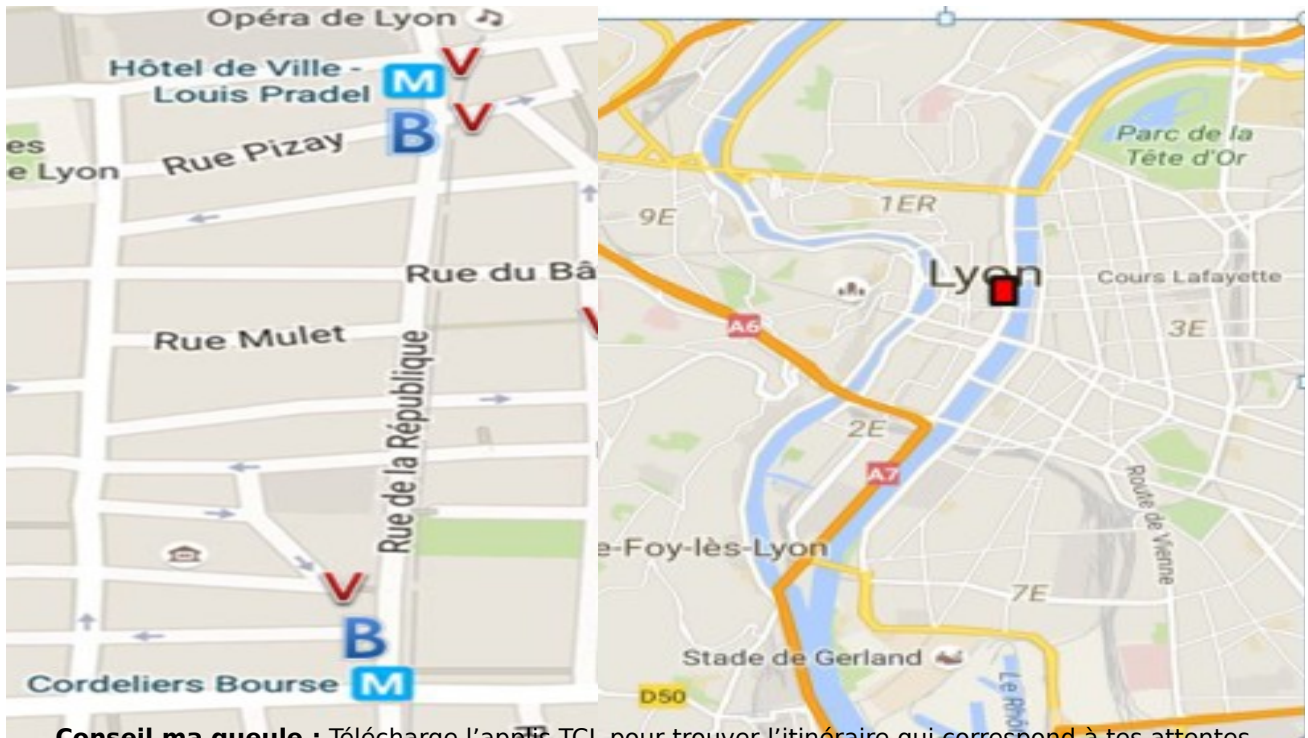 Opéra de Lyon
V
Hôtel de Ville -
Louis Pradel
M
B
V
es
e Lyon
Rue Pizay
Rue du Bâ
Rue Mulet
V
Rue de la République
V
B
Cordeliers Bourse
M
Parc de la
Tête d'Or
9E
1ER
Lyon
Cours Lafayette
A6
3E
2E
A7
Route de Vienne
e-Foy-lès-Lyon
7E
Stade de Gerland
D50
Le Rhôn
Conseil ma gueule : Télécharge l'applis TCL pour trouver l'itinéraire qui correspond à tes attentes